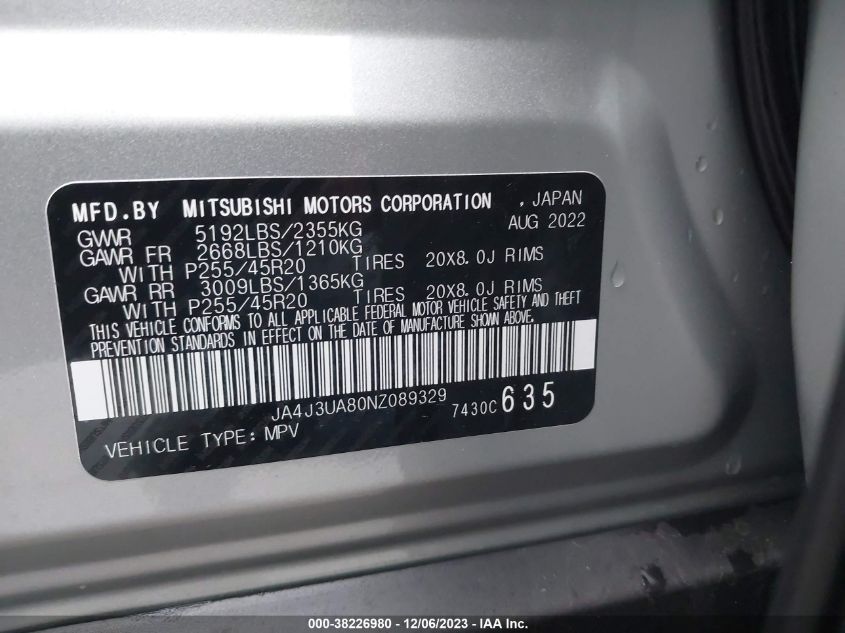 MFD.BY MITSUBISHI MOTORS CORPORATION , JAPAN
GVWR 5192LBS/2355KG AUG 2022
GAWR FR 2668LBS/1210KG
WITH P255/45R20 TIRES 20X8.0J RIMS
GAWR RR 3009LBS/1365KG
WITH P255/45R20 TIRES 20X8.0J RIMS
THIS VEHICLE CONFORMS TO ALL APPLICABLE FEDERAL MOTOR VEHICLE SAFETY AND THEFT
PREVENTION STANDARDS IN EFFECT ON THE DATE OF MANUFACTURE SHOWN ABOVE.
JA4J3UA80NZ089329 7430C 635
VEHICLE TYPE: MPV
000-38226980 - 12/06/2023 - IAA Inc.